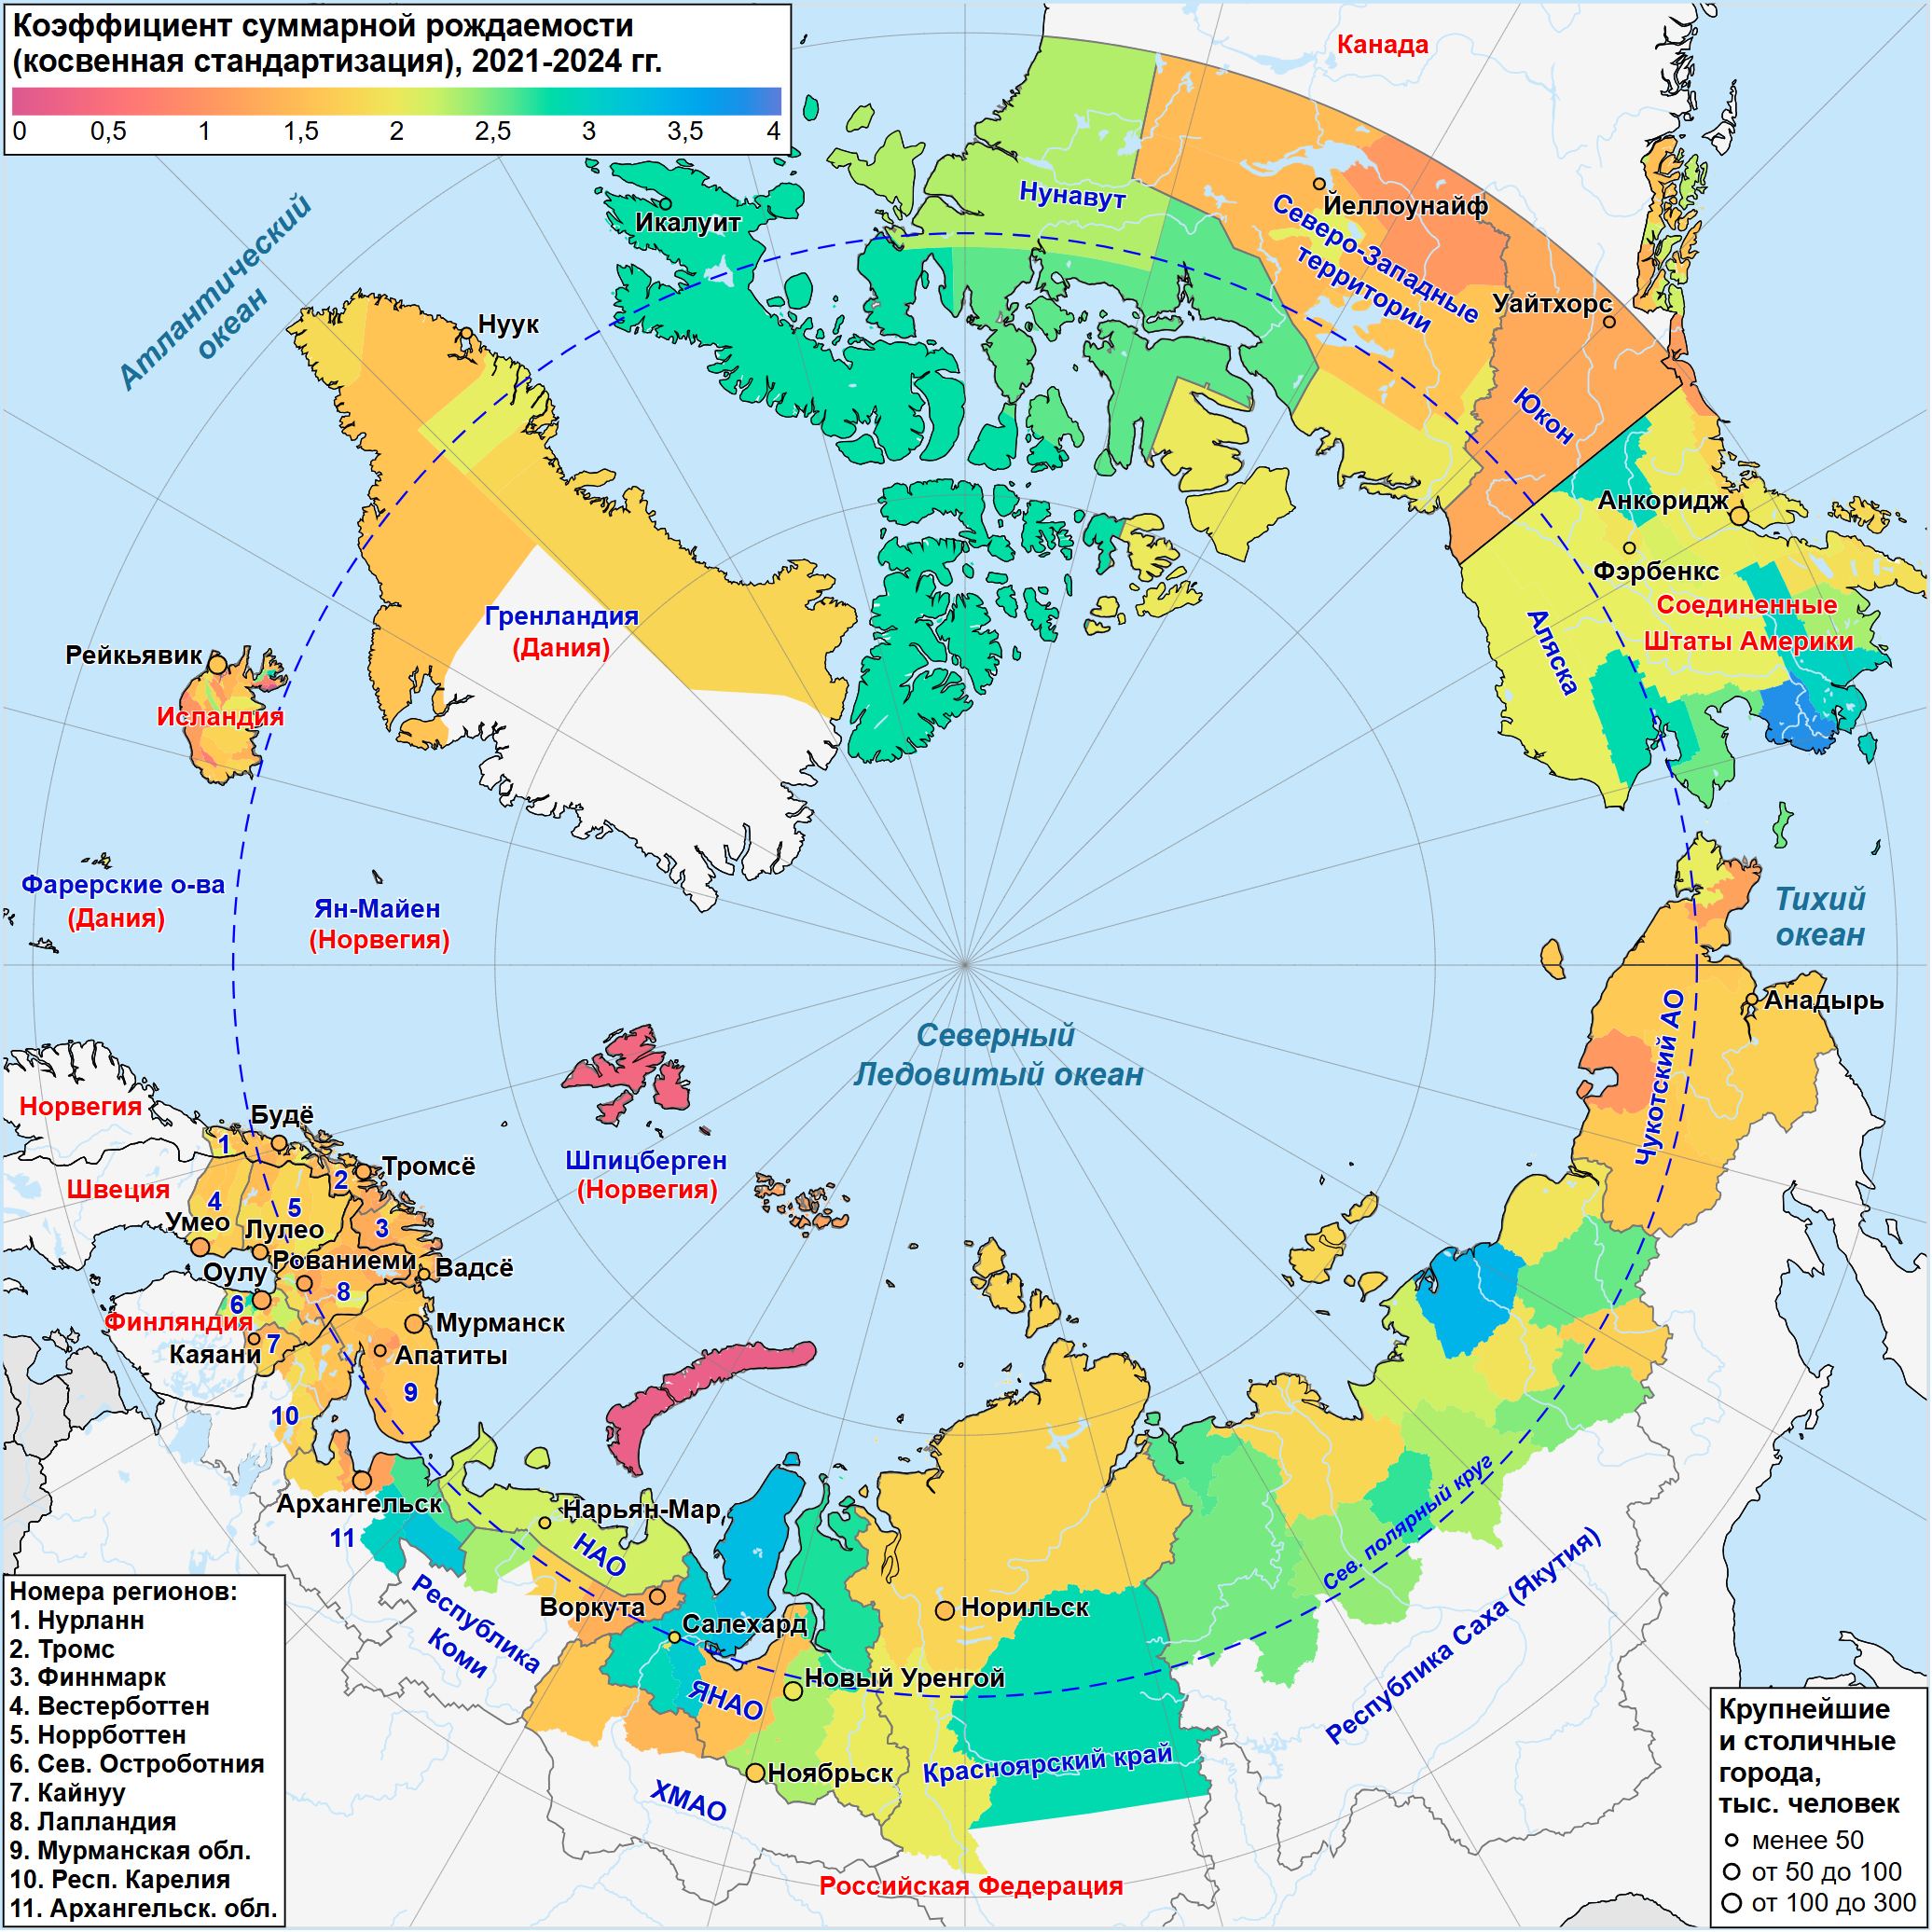 Коэффициент суммарной рождаемости
(косвенная стандартизация), 2021-2024 гг.
0 0,5 1 1,5 2 2,5 3 3,5 4
Канада
Атлантический
океан
Икалуит
Нунавут
Йеллоунайф
Северо-Западные
территории
Уайтхорс
Юкон
Нуук
Анкоридж
Фэрбенкс
Соединенные
Штаты Америки
Аляска
Гренландия
(Дания)
Рейкьявик
Исландия
Фарерские о-ва
(Дания)
Ян-Майен
(Норвегия)
Тихий
океан
Анадырь
Чукотский АО
Северный
Ледовитый океан
Шпицберген
(Норвегия)
Норвегия
Будё
1
Тромсё
2
Швеция
4
5
3
Умео
Лулео
Рованиеми
Вадсё
Оулу
6
8
Финляндия
Мурманск
7
Каяани
Апатиты
9
10
Архангельск
11
Нарьян-Мар
НАО
Республика
Коми
Воркута
Салехард
Норильск
Новый Уренгой
ЯНАО
Ноябрьск
ХМАО
Красноярский край
Сев. полярный круг
Республика Саха (Якутия)
Российская Федерация
Номера регионов:
1. Нурланн
2. Тромс
3. Финнмарк
4. Вестерботтен
5. Норрботтен
6. Сев. Остроботния
7. Кайнуу
8. Лапландия
9. Мурманская обл.
10. Респ. Карелия
11. Архангельск. обл.
Крупнейшие
и столичные
города,
тыс. человек
менее 50
от 50 до 100
от 100 до 300